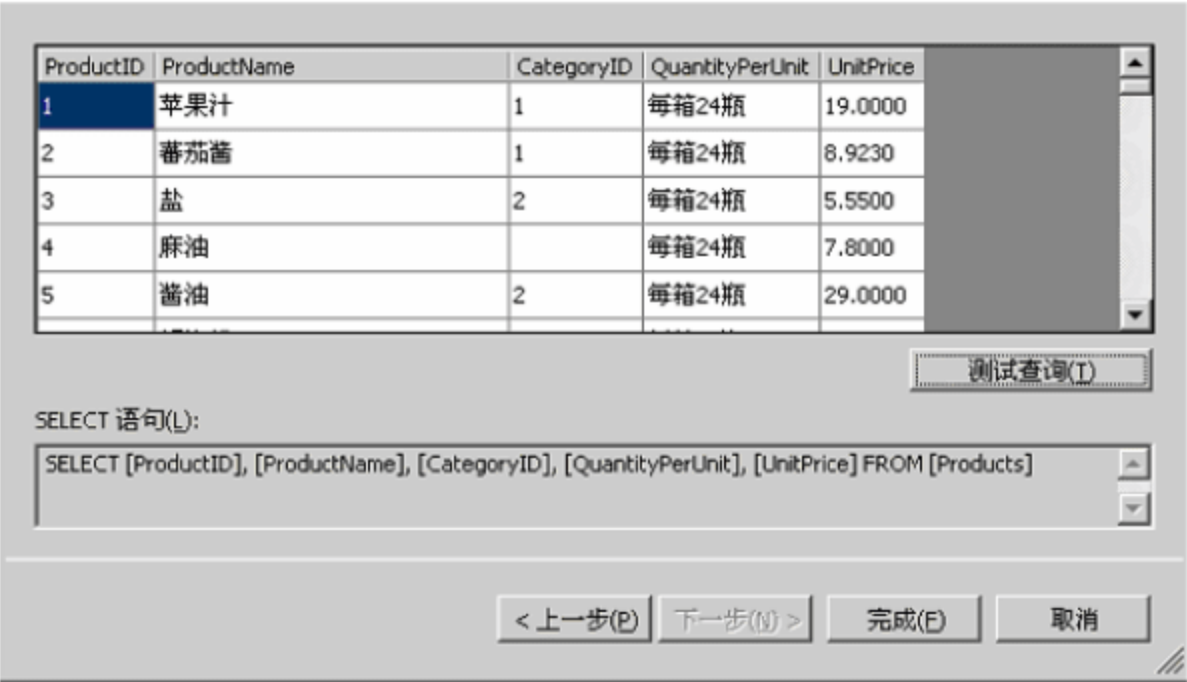 ProductID ProductName CategoryID QuantityPerUnit UnitPrice
1 苹果汁 1 每箱24瓶 19.0000
2 蕃茄酱 1 每箱24瓶 8.9230
3 盐 2 每箱24瓶 5.5500
4 麻油 每箱24瓶 7.8000
5 酱油 2 每箱24瓶 29.0000
测试查询(T)
SELECT 语句(L):
SELECT [ProductID], [ProductName], [CategoryID], [QuantityPerUnit], [UnitPrice] FROM [Products]
< 上一步(P) 下一步(N) > 完成(F) 取消